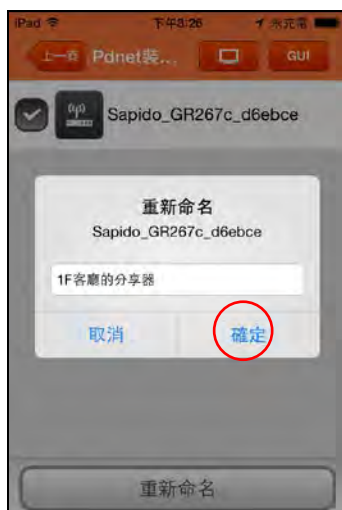 iPad 下午8:26 未充電
上一頁 Pdnet裝... GUI
Sapido_GR267c_d6ebce
重新命名
Sapido_GR267c_d6ebce
1F客廳的分享器
取消 確定
重新命名